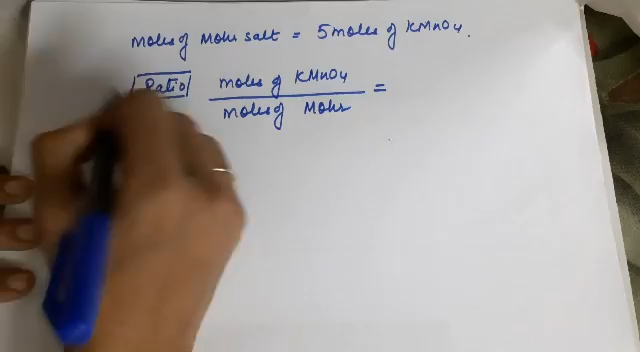 moles of Mohr salt = 5 moles of KMnO4.
Ratio moles of KMnO4 =
moles of Mohr